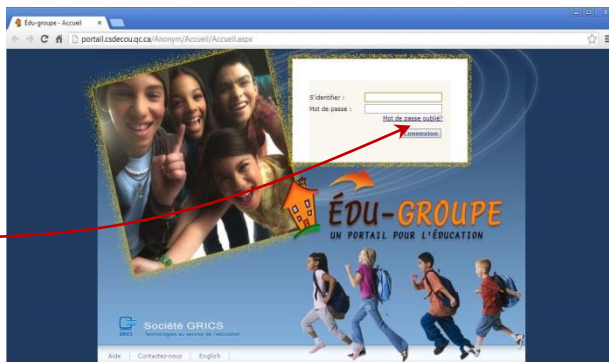 Édu-groupe - Accueil
portail.csdecou.qc.ca/Anonym/Accueil/Accueil.aspx
S'identifier :
Mot de passe :
Mot de passe oublié?
Connexion
ÉDU-GROUPE
UN PORTAIL POUR L'ÉDUCATION
GRICS
Société GRICS
Technologies au service de l'éducation
Aide | Contactez-nous | English |